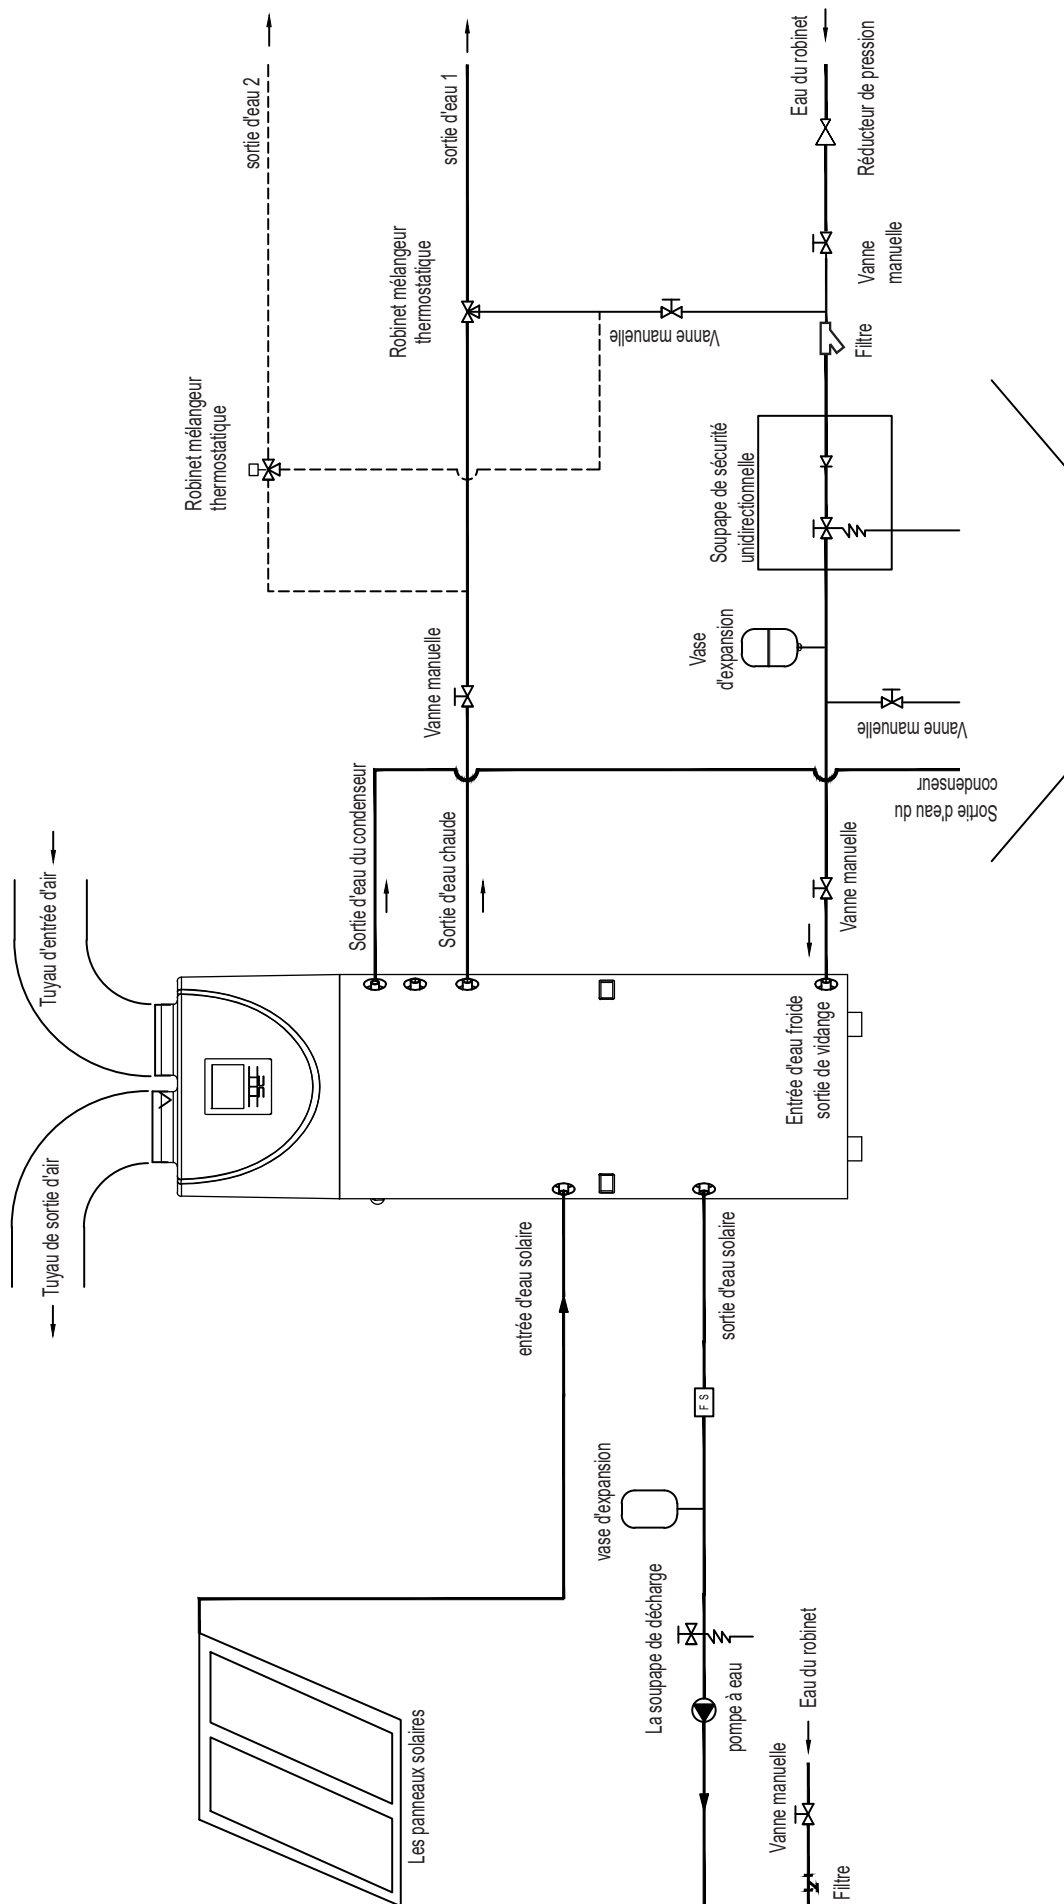 Tuyau de sortie d'air
Tuyau d'entrée d'air
Robinet mélangeur
thermostatique
sortie d'eau 2
Les panneaux solaires
entrée d'eau solaire
Sortie d'eau du condenseur
Sortie d'eau chaude
Vanne manuelle
Robinet mélangeur
thermostatique
sortie d'eau 1
La soupape de décharge
vase d'expansion
F S
pompe à eau
sortie d'eau solaire
Entrée d'eau froide
sortie de vidange
Vase
d'expansion
Soupape de sécurité
unidirectionnelle
Vanne manuelle
Eau du robinet
Vanne manuelle
Eau du robinet
Filtre
Vanne manuelle
Vanne manuelle
Sortie d'eau du
condenseur
Filtre
Vanne
manuelle
Réducteur de pression